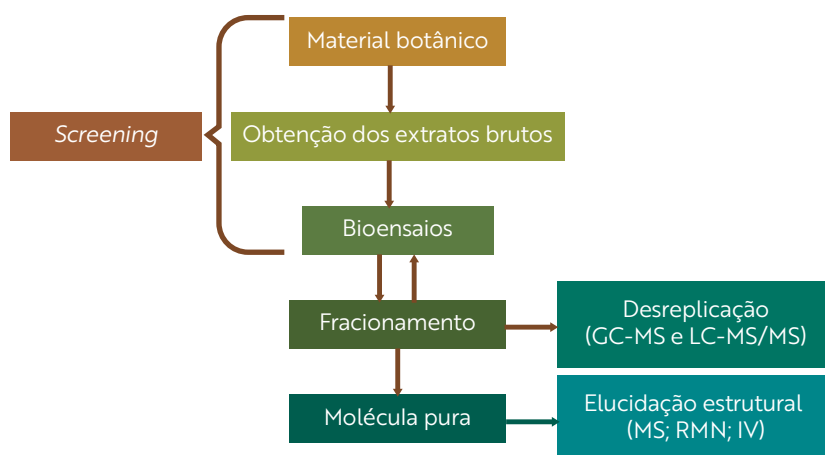 Material botânico
Screening
Obtenção dos extratos brutos
Bioensaios
Fracionamento
Desreplicação
(GC-MS e LC-MS/MS)
Molécula pura
Elucidação estrutural
(MS; RMN; IV)